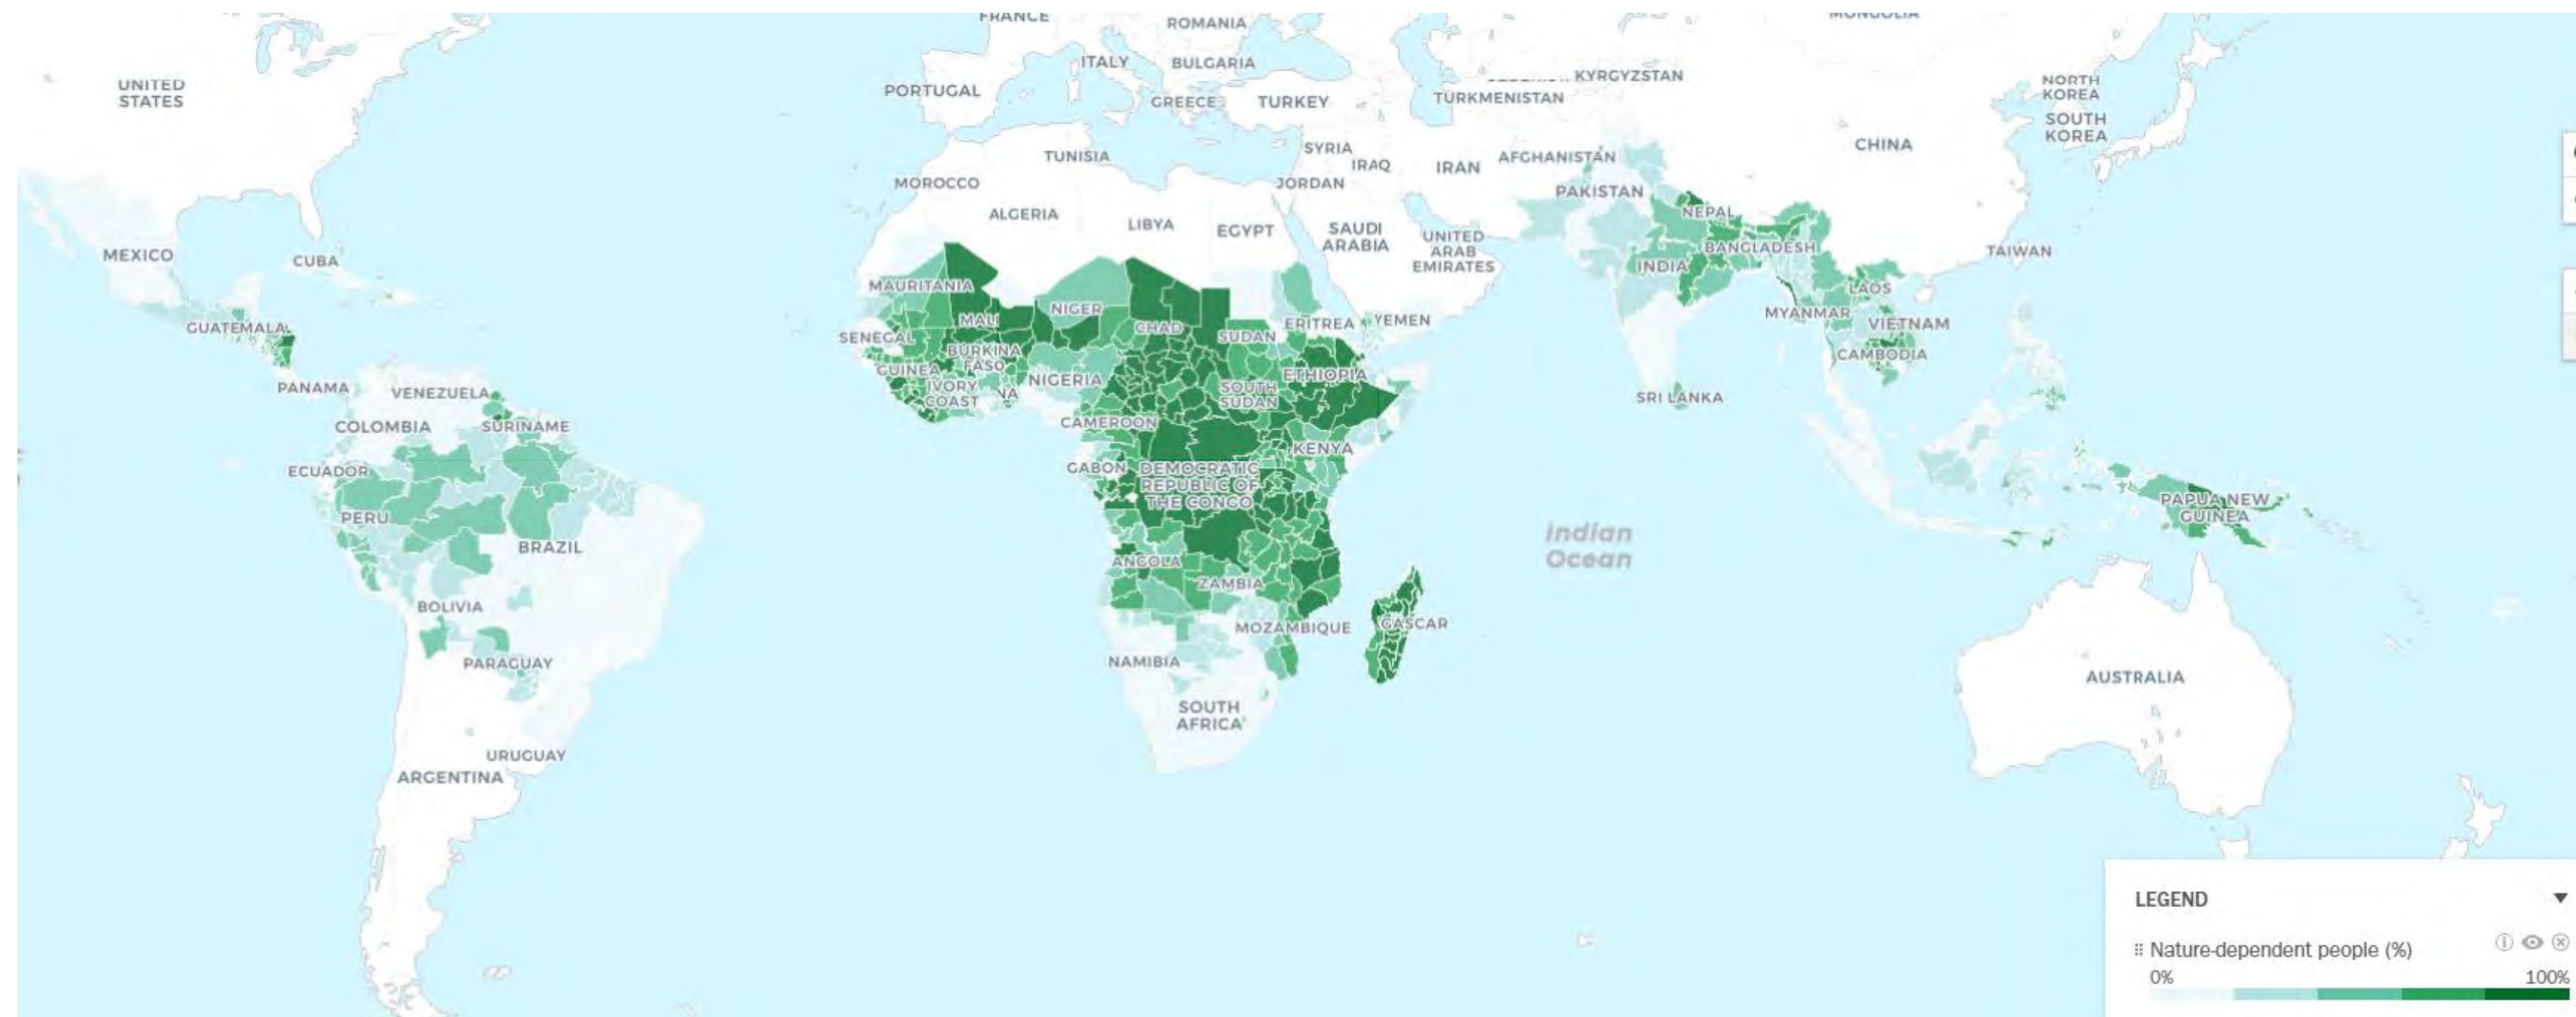 FRANCE
ROMANIA
MONGOLIA
ITALY
BULGARIA
UNITED
STATES
PORTUGAL
GREECE
TURKEY
KYRGYZSTAN
TURKMENISTAN
NORTH
KOREA
SOUTH
KOREA
CHINA
TUNISIA
SYRIA
IRAQ
IRAN
AFGHANISTAN
MOROCCO
JORDAN
PAKISTAN
ALGERIA
LIBYA
EGYPT
SAUDI
ARABIA
UNITED
ARAB
EMIRATES
NEPAL
BANGLADESH
TAIWAN
MEXICO
CUBA
INDIA
MAURITANIA
LAOS
NIGER
MALI
CHAD
GUATEMALA
SENEGAL
SUDAN
ERITREA
YEMEN
MYANMAR
VIETNAM
BURKINA
FASO
CAMBODIA
GUINEA
IVORY
COAST
NA
NIGERIA
ETHIOPIA
SOUTH
SUDAN
PANAMA
VENEZUELA
SRI LANKA
COLOMBIA
SURINAME
CAMEROON
KENYA
ECUADOR
GABON
DEMOCRATIC
REPUBLIC OF
THE CONGO
PERU
PAPUA NEW
GUINEA
BRAZIL
Indian
Ocean
ANGOLA
ZAMBIA
BOLIVIA
MOZAMBIQUE
GASCAR
PARAGUAY
NAMIBIA
AUSTRALIA
SOUTH
AFRICA
URUGUAY
ARGENTINA
LEGEND
Nature-dependent people (%)
0%
100%